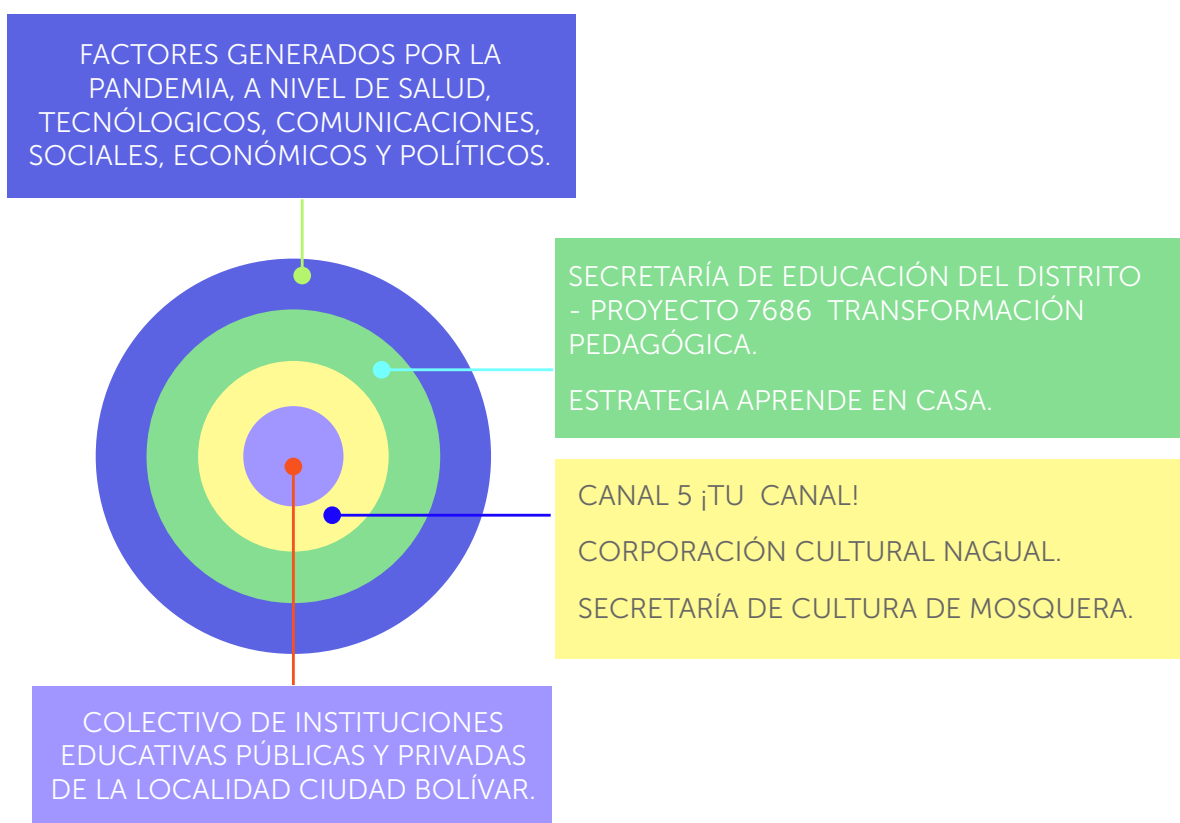 FACTORES GENERADOS POR LA
PANDEMIA, A NIVEL DE SALUD,
TECNÓLOGICOS, COMUNICACIONES,
SOCIALES, ECONÓMICOS Y POLÍTICOS.
SECRETARÍA DE EDUCACIÓN DEL DISTRITO
- PROYECTO 7686 TRANSFORMACIÓN
PEDAGÓGICA.
ESTRATEGIA APRENDE EN CASA.
CANAL 5 ¡TU CANAL!
CORPORACIÓN CULTURAL NAGUAL.
SECRETARÍA DE CULTURA DE MOSQUERA.
COLECTIVO DE INSTITUCIONES
EDUCATIVAS PÚBLICAS Y PRIVADAS
DE LA LOCALIDAD CIUDAD BOLÍVAR.